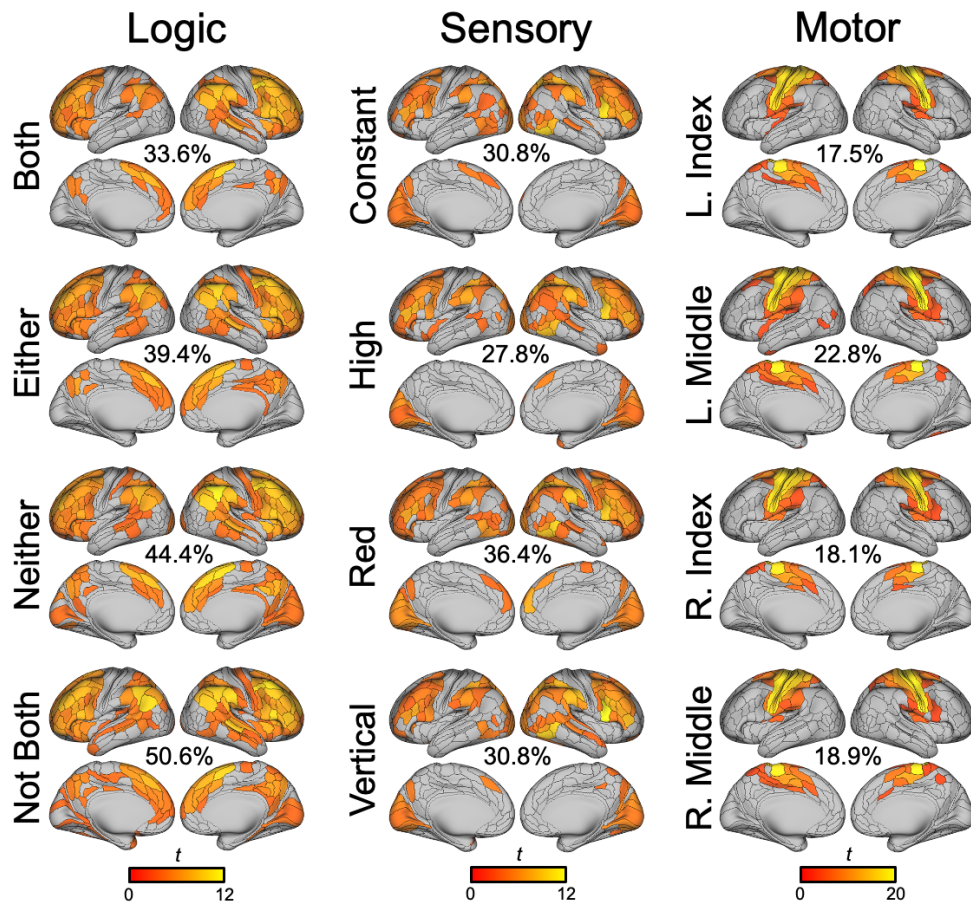 Logic
Sensory
Motor
Both
33.6%
Constant
30.8%
L. Index
17.5%
Either
39.4%
High
27.8%
L. Middle
22.8%
Neither
44.4%
Red
36.4%
R. Index
18.1%
Not Both
50.6%
Vertical
30.8%
R. Middle
18.9%
t
0 12
t
0 12
t
0 20